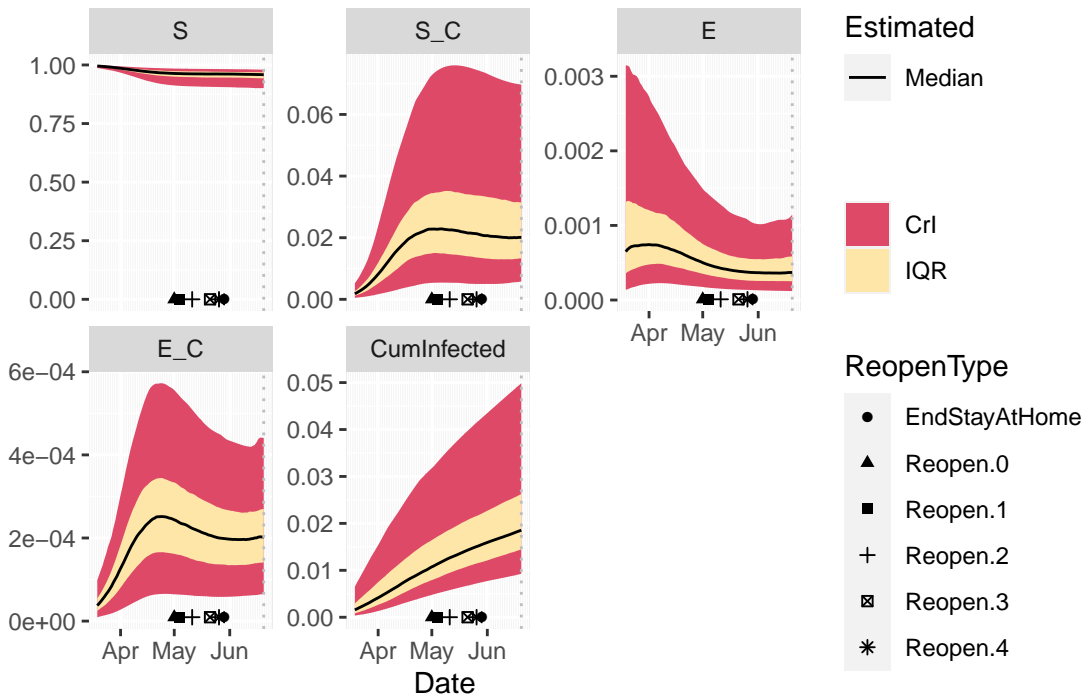 S
S_C
E
1.00
0.75
0.50
0.25
0.00
0.06
0.04
0.02
0.00
0.003
0.002
0.001
0.000
Apr May Jun
E_C
CumInfected
6e−04
4e−04
2e−04
0e+00
Apr May Jun
0.05
0.04
0.03
0.02
0.01
0.00
Apr May Jun
Date
Estimated
Median
CrI
IQR
ReopenType
EndStayAtHome
Reopen.0
Reopen.1
Reopen.2
Reopen.3
Reopen.4